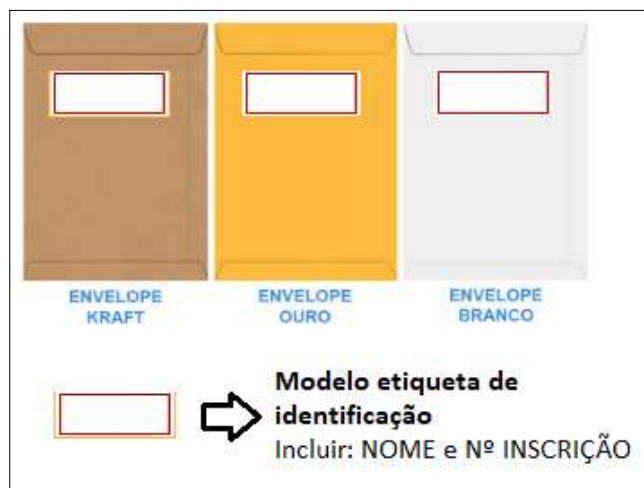 ENVELOPE
KRAFT
ENVELOPE
OURO
ENVELOPE
BRANCO
Modelo etiqueta de
identificação
Incluir: NOME e Nº INSCRIÇÃO